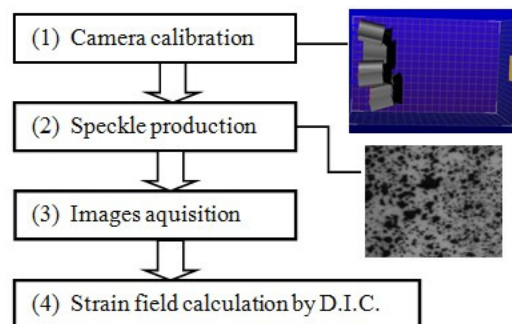 (1) Camera calibration
(2) Speckle production
(3) Images aquisition
(4) Strain field calculation by D.I.C.